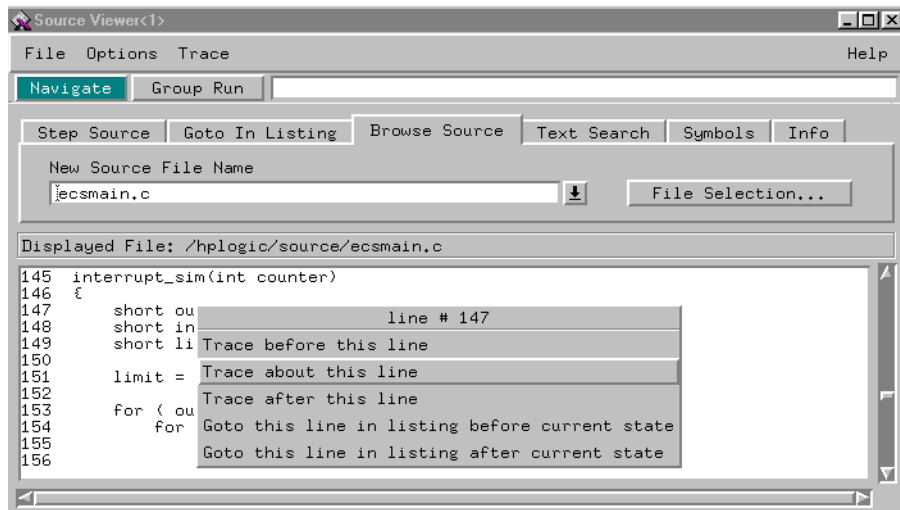 Source Viewer<1>
File Options Trace Help
Navigate Group Run
Step Source Goto In Listing Browse Source Text Search Symbols Info
New Source File Name
ecsmain.c File Selection...
Displayed File: /hplogic/source/ecsmain.c
145 interrupt_sim(int counter)
146 {
147 short ou
148 short in
149 short li
150
151 limit =
152
153 for ( ou
154 for
155
156
line # 147
Trace before this line
Trace about this line
Trace after this line
Goto this line in listing before current state
Goto this line in listing after current state